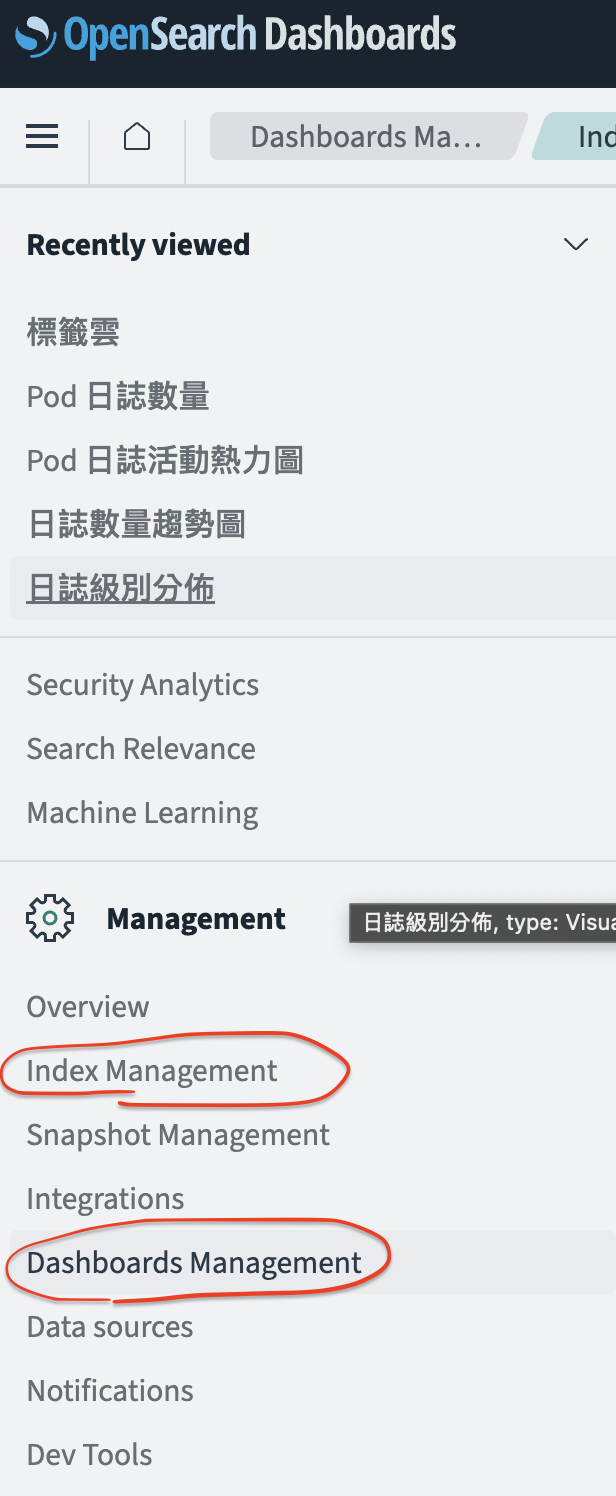 OpenSearch Dashboards
Dashboards Ma… Ind
Recently viewed
標籤雲
Pod 日誌數量
Pod 日誌活動熱力圖
日誌數量趨勢圖
日誌級別分佈
Security Analytics
Search Relevance
Machine Learning
Management
日誌級別分佈, type: Visua
Overview
Index Management
Snapshot Management
Integrations
Dashboards Management
Data sources
Notifications
Dev Tools